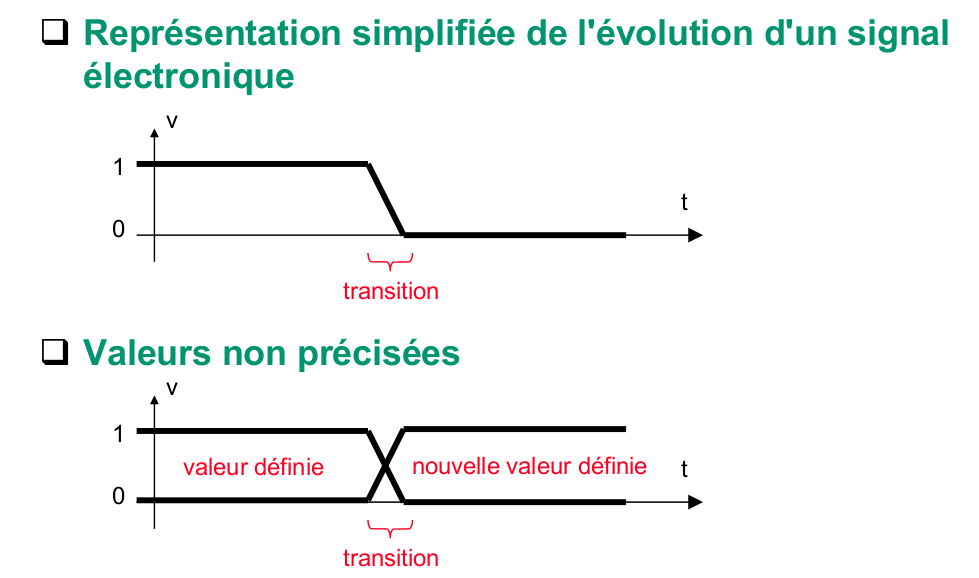 Représentation simplifiée de l'évolution d'un signal
électronique
v
1
0
t
transition
Valeurs non précisées
v
1
valeur définie
nouvelle valeur définie
t
0
transition